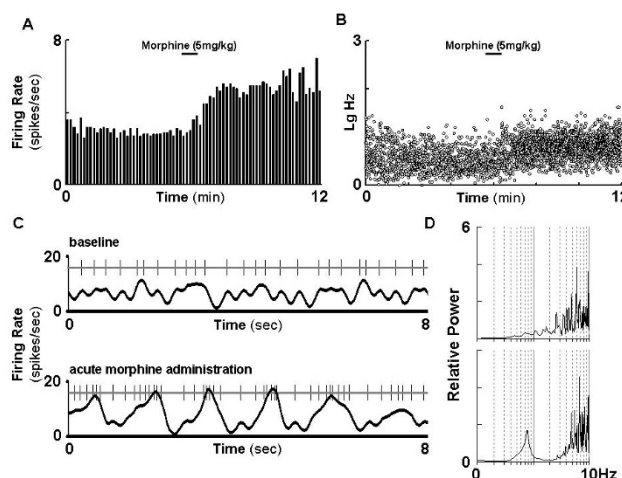 A
8
Morphine (5mg/kg)
Firing Rate
(spikes/sec)
0
0
Time (min)
12
B
3
Morphine (5mg/kg)
Lg Hz
0
0
Time (min)
12
C
baseline
20
0
0
Time (sec)
8
Firing Rate
(spikes/sec)
acute morphine administration
20
0
0
Time (sec)
8
D
6
Relative Power
0
0
10Hz